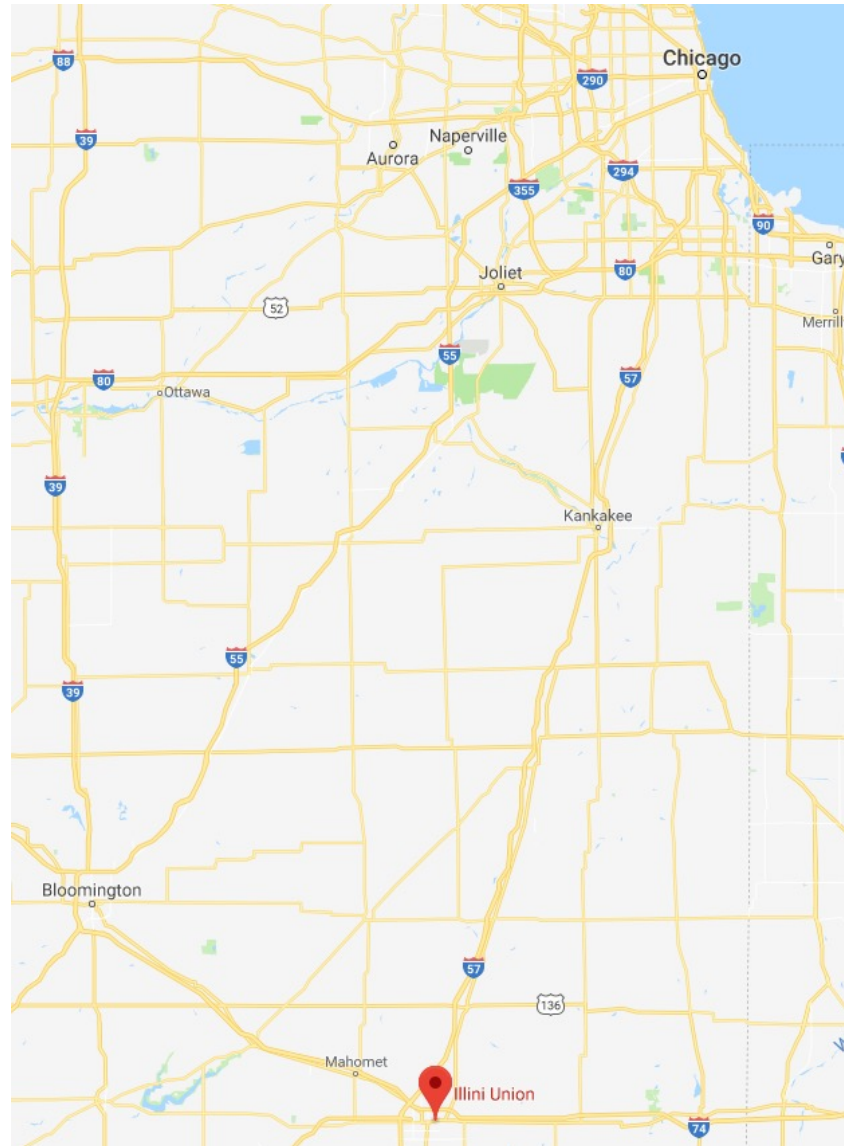 Chicago
88
290
39
Naperville
Aurora
294
355
90
Gary
80
Joliet
52
Merrill
55
57
80
Ottawa
39
Kankakee
55
39
Bloomington
57
136
Mahomet
Illini Union
74